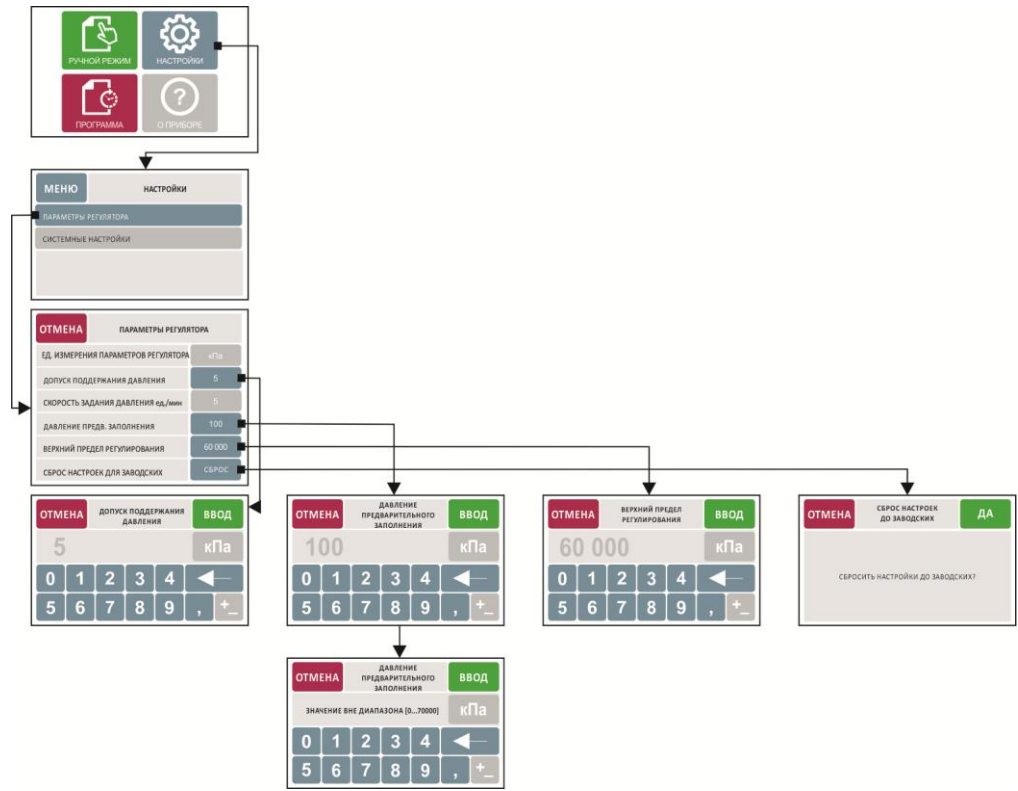 РУЧНОЙ РЕЖИМ
НАСТРОЙКИ
ПРОГРАММА
?
О ПРИБОРЕ
МЕНЮ
НАСТРОЙКИ
ПАРАМЕТРЫ РЕГУЛЯТОРА
СИСТЕМНЫЕ НАСТРОЙКИ
ОТМЕНА
ПАРАМЕТРЫ РЕГУЛЯТОРА
ЕД. ИЗМЕРЕНИЯ ПАРАМЕТРОВ РЕГУЛЯТОРА кПа
ДОПУСК ПОДДЕРЖАНИЯ ДАВЛЕНИЯ 5
СКОРОСТЬ ЗАДАНИЯ ДАВЛЕНИЯ ед./мин 5
ДАВЛЕНИЕ ПРЕДВ. ЗАПОЛНЕНИЯ 100
ВЕРХНИЙ ПРЕДЕЛ РЕГУЛИРОВАНИЯ 60 000
СБРОС НАСТРОЕК ДЛЯ ЗАВОДСКИХ СБРОС
ОТМЕНА
ДОПУСК ПОДДЕРЖАНИЯ
ДАВЛЕНИЯ
ВВОД
5 кПа
0 1 2 3 4
5 6 7 8 9 , +_
ОТМЕНА
ДАВЛЕНИЕ
ПРЕДВАРИТЕЛЬНОГО
ЗАПОЛНЕНИЯ
ВВОД
100 кПа
0 1 2 3 4
5 6 7 8 9 , +_
ОТМЕНА
ВЕРХНИЙ ПРЕДЕЛ
РЕГУЛИРОВАНИЯ
ВВОД
60 000 кПа
0 1 2 3 4
5 6 7 8 9 , +_
ОТМЕНА
СБРОС НАСТРОЕК
ДО ЗАВОДСКИХ
ДА
СБРОСИТЬ НАСТРОЙКИ ДО ЗАВОДСКИХ?
ОТМЕНА
ДАВЛЕНИЕ
ПРЕДВАРИТЕЛЬНОГО
ЗАПОЛНЕНИЯ
ВВОД
ЗНАЧЕНИЕ ВНЕ ДИАПАЗОНА [0...70000] кПа
0 1 2 3 4
5 6 7 8 9 , +_